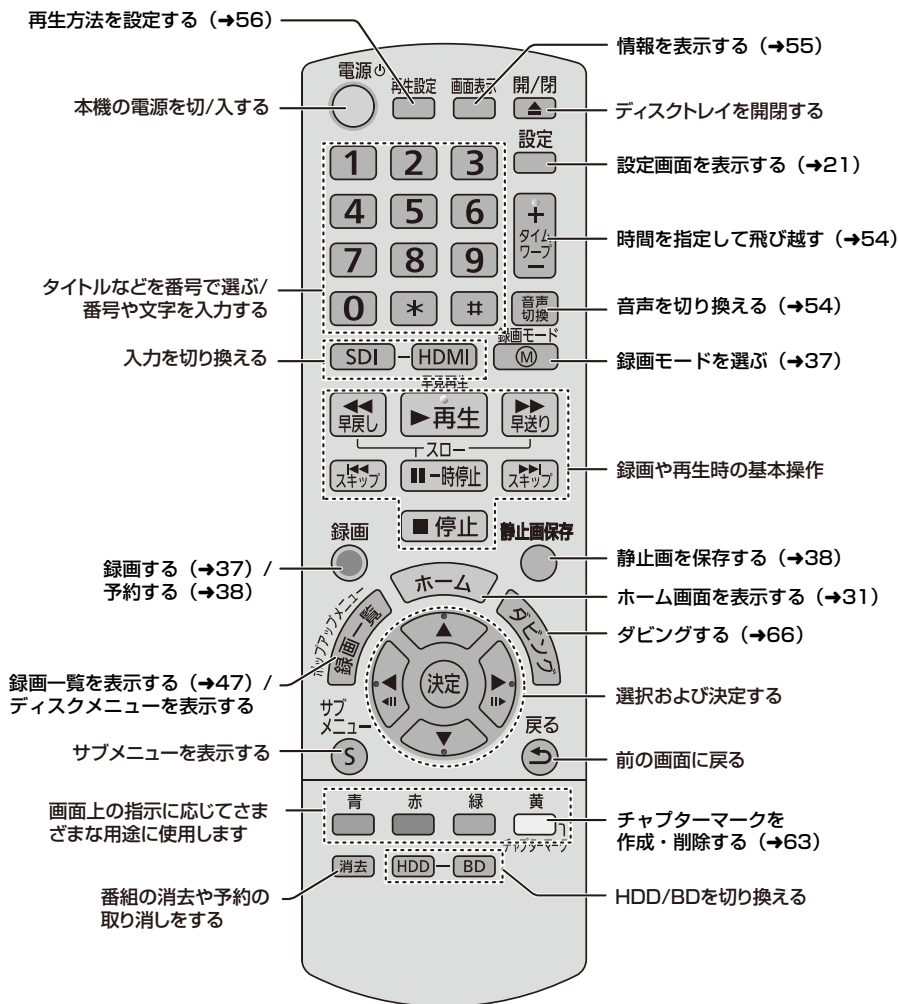 再生方法を設定する（➜56）
情報を表示する（➜55）
電源
再生設定
画面表示
開/閉
本機の電源を切/入する
ディスクトレイを開閉する
設定
設定画面を表示する（➜21）
1 2 3
4 5 6
7 8 9
0 * #
+
タイム
ワープ
−
時間を指定して飛び越す（➜54）
タイトルなどを番号で選ぶ/
番号や文字を入力する
音声
切換
音声を切り換える（➜54）
入力を切り換える
SDI
HDMI
録画モード
M
録画モードを選ぶ（➜37）
早見再生
早戻し
再生
早送り
スロー
スキップ
一時停止
スキップ
録画や再生時の基本操作
停止
録画
静止画保存
録画する（➜37）/
予約する（➜38）
静止画を保存する（➜38）
ホーム
ホーム画面を表示する（➜31）
ポップアップメニュー
録画一覧
ダビング
ダビングする（➜66）
決定
録画一覧を表示する（➜47）/
ディスクメニューを表示する
選択および決定する
サブ
メニュー
S
戻る
サブメニューを表示する
前の画面に戻る
青
赤
緑
黄
画面上の指示に応じてさま
ざまな用途に使用します
チャプターマーク
チャプターマークを
作成・削除する（➜63）
消去
HDD
BD
番組の消去や予約の
取り消しをする
HDD/BDを切り換える